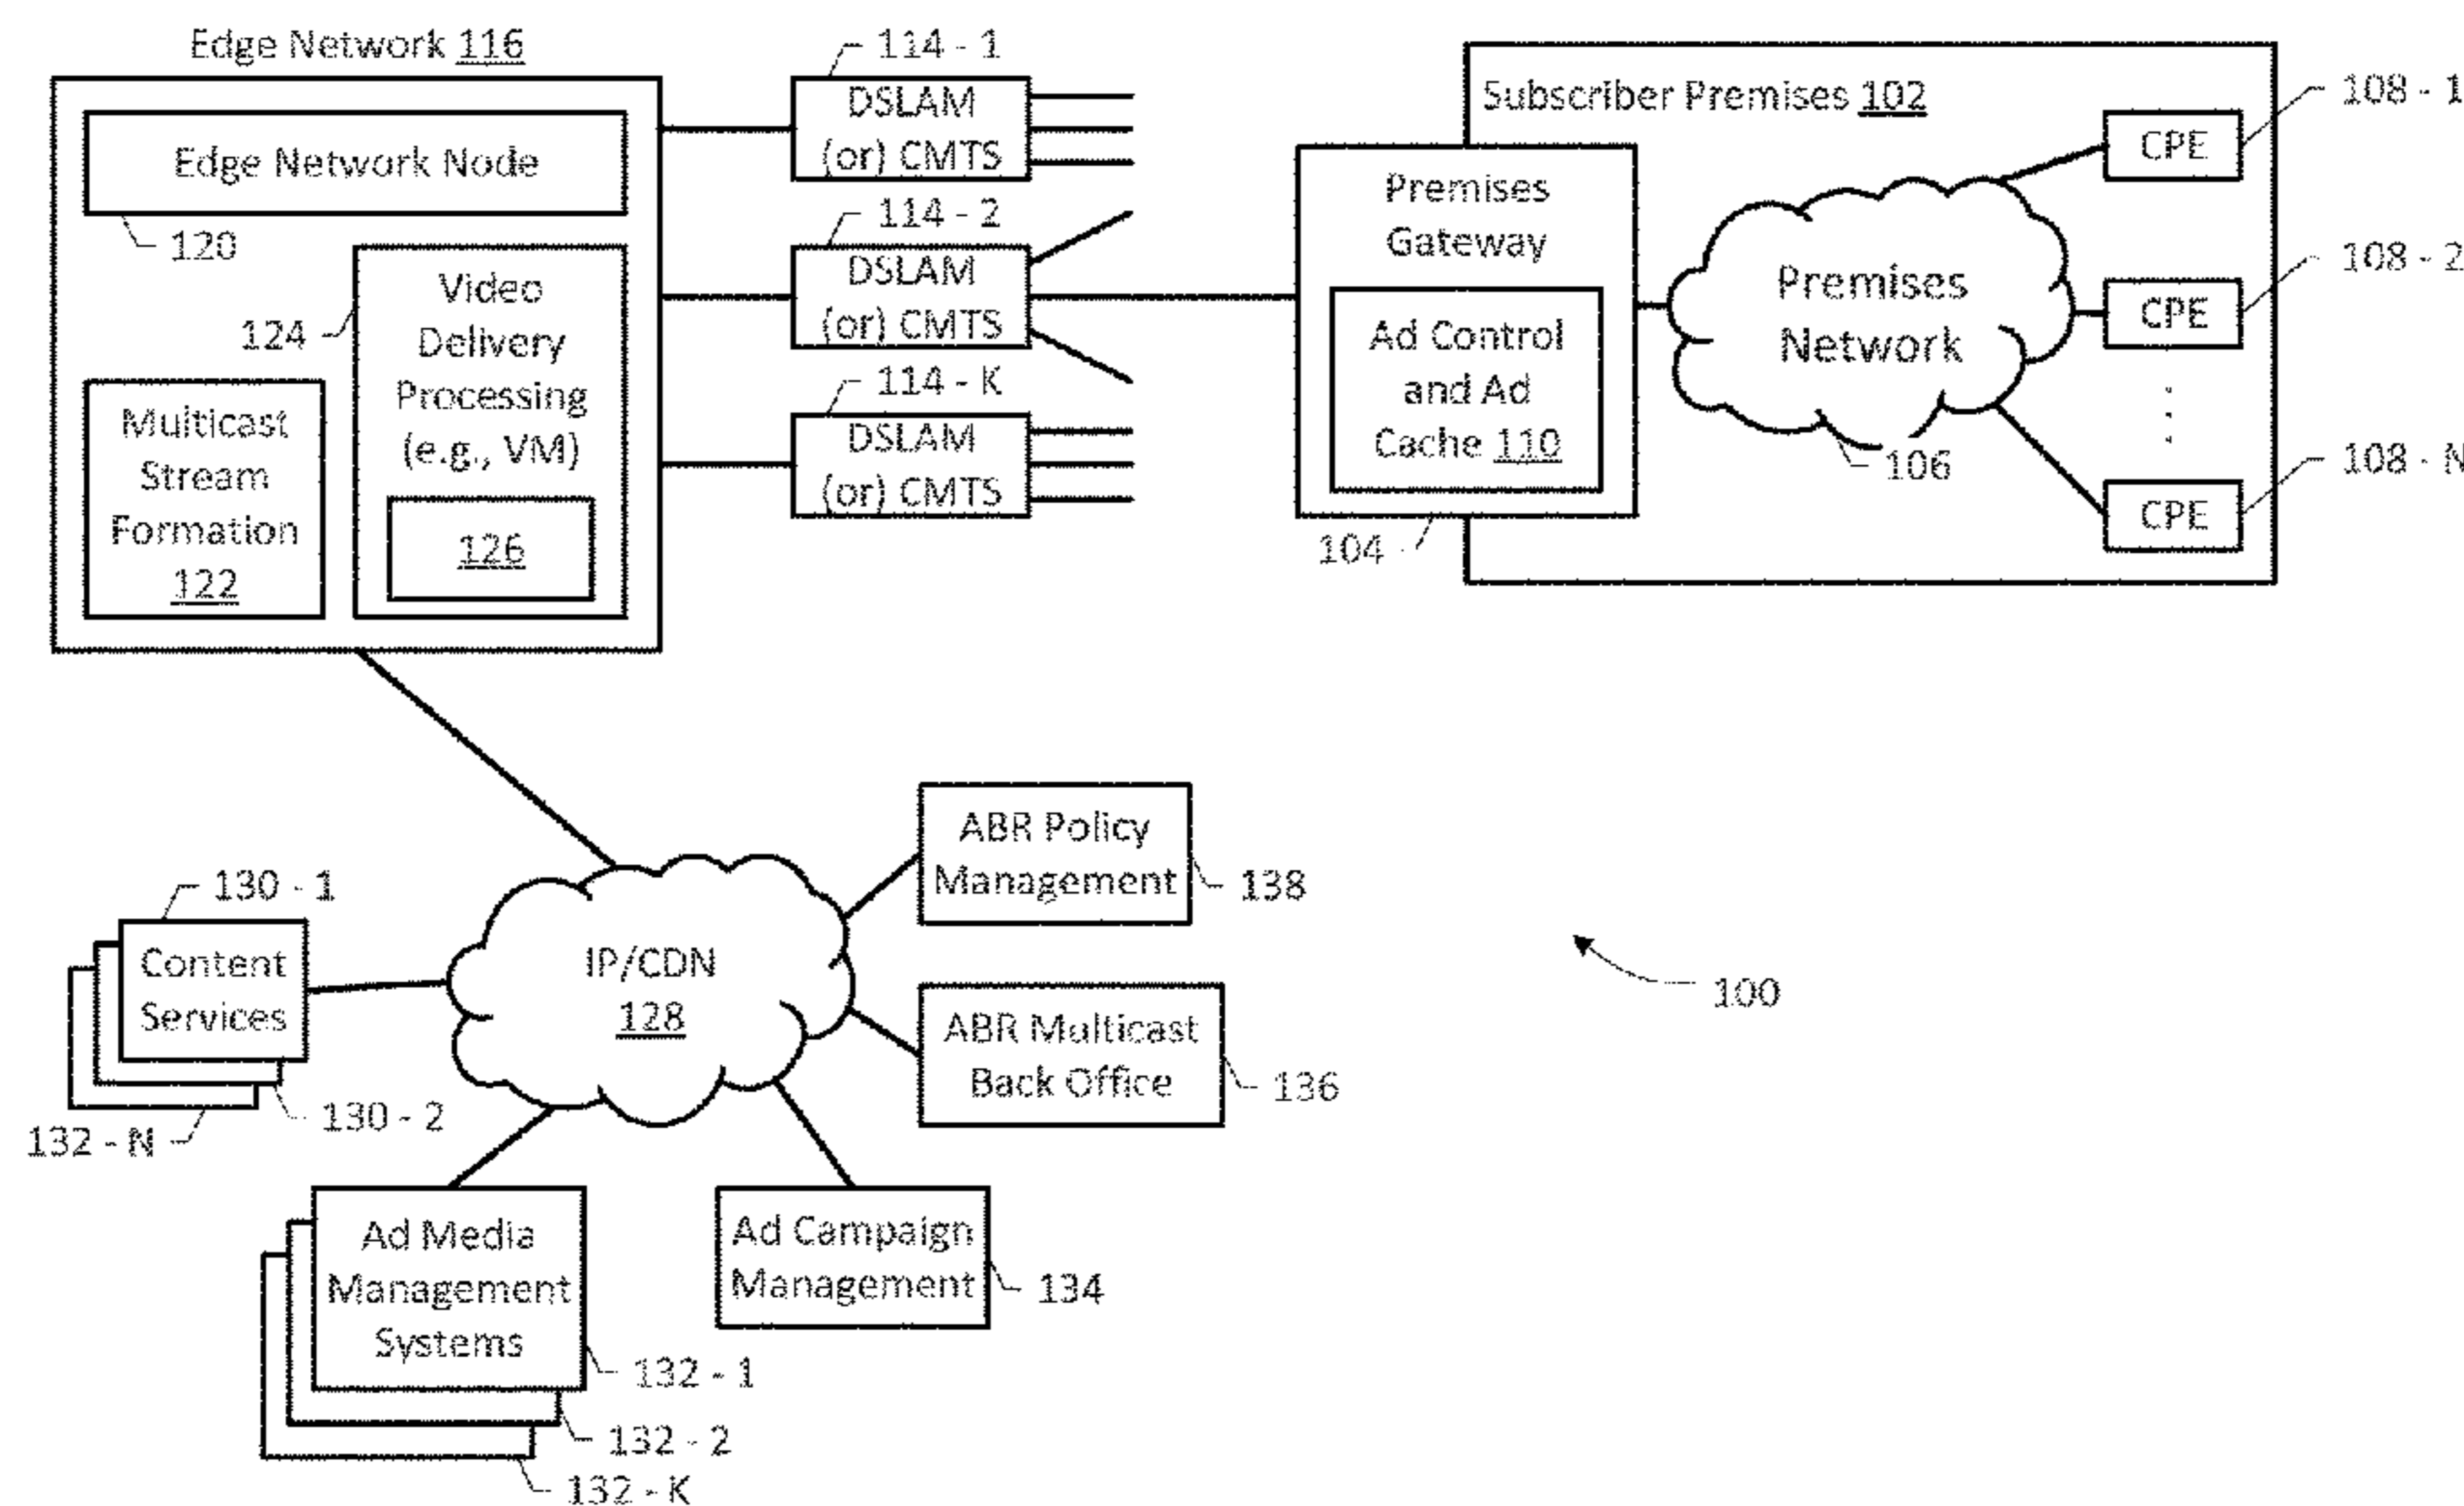 Edge Network 116
Edge Network Node
120
124
Video
Delivery
Processing
(e.g., VM)
126
Multicast
Stream
Formation
122
114 - 1
DSLAM
(or) CMTS
114 - 2
DSLAM
(or) CMTS
114 - K
DSLAM
(or) CMTS
Subscriber Premises 102
Premises
Gateway
Ad Control
and Ad
Cache 110
104
Premises
Network
106
CPE
108 - 1
CPE
108 - 2
CPE
108 - N
IP/CDN
128
130 - 1
Content
Services
130 - 2
132 - N
ABR Policy
Management
138
ABR Multicast
Back Office
136
100
Ad Media
Management
Systems
132 - 1
132 - 2
132 - K
Ad Campaign
Management
134